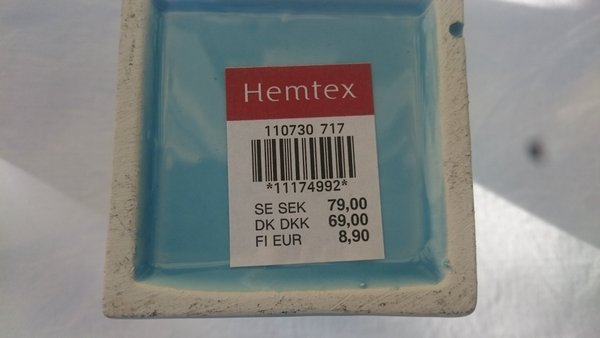 Hemtex
110730 717
*11174992*
SE SEK 79,00
DK DKK 69,00
FI EUR 8,90